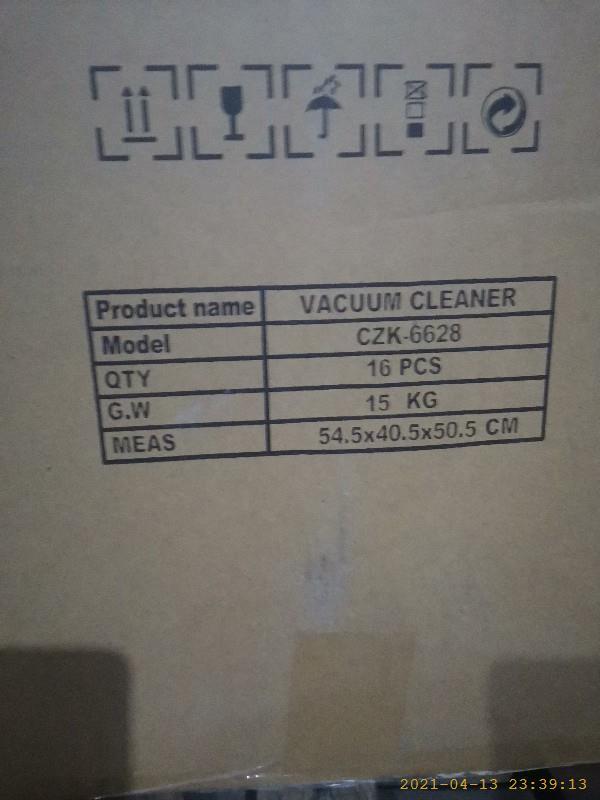 Product name VACUUM CLEANER
Model CZK-6628
QTY 16 PCS
G.W 15 KG
MEAS 54.5x40.5x50.5 CM
2021-04-13 23:39:13